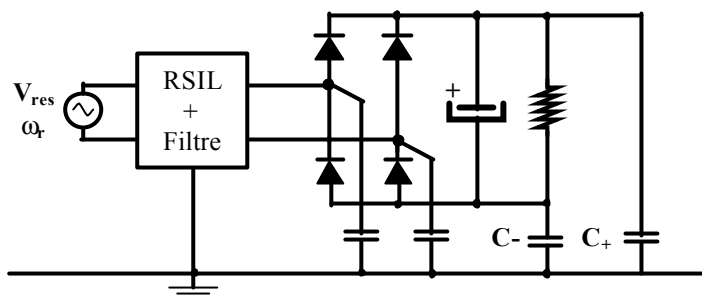 V_res
ω_r
RSIL
+
Filtre
+
C-
C+